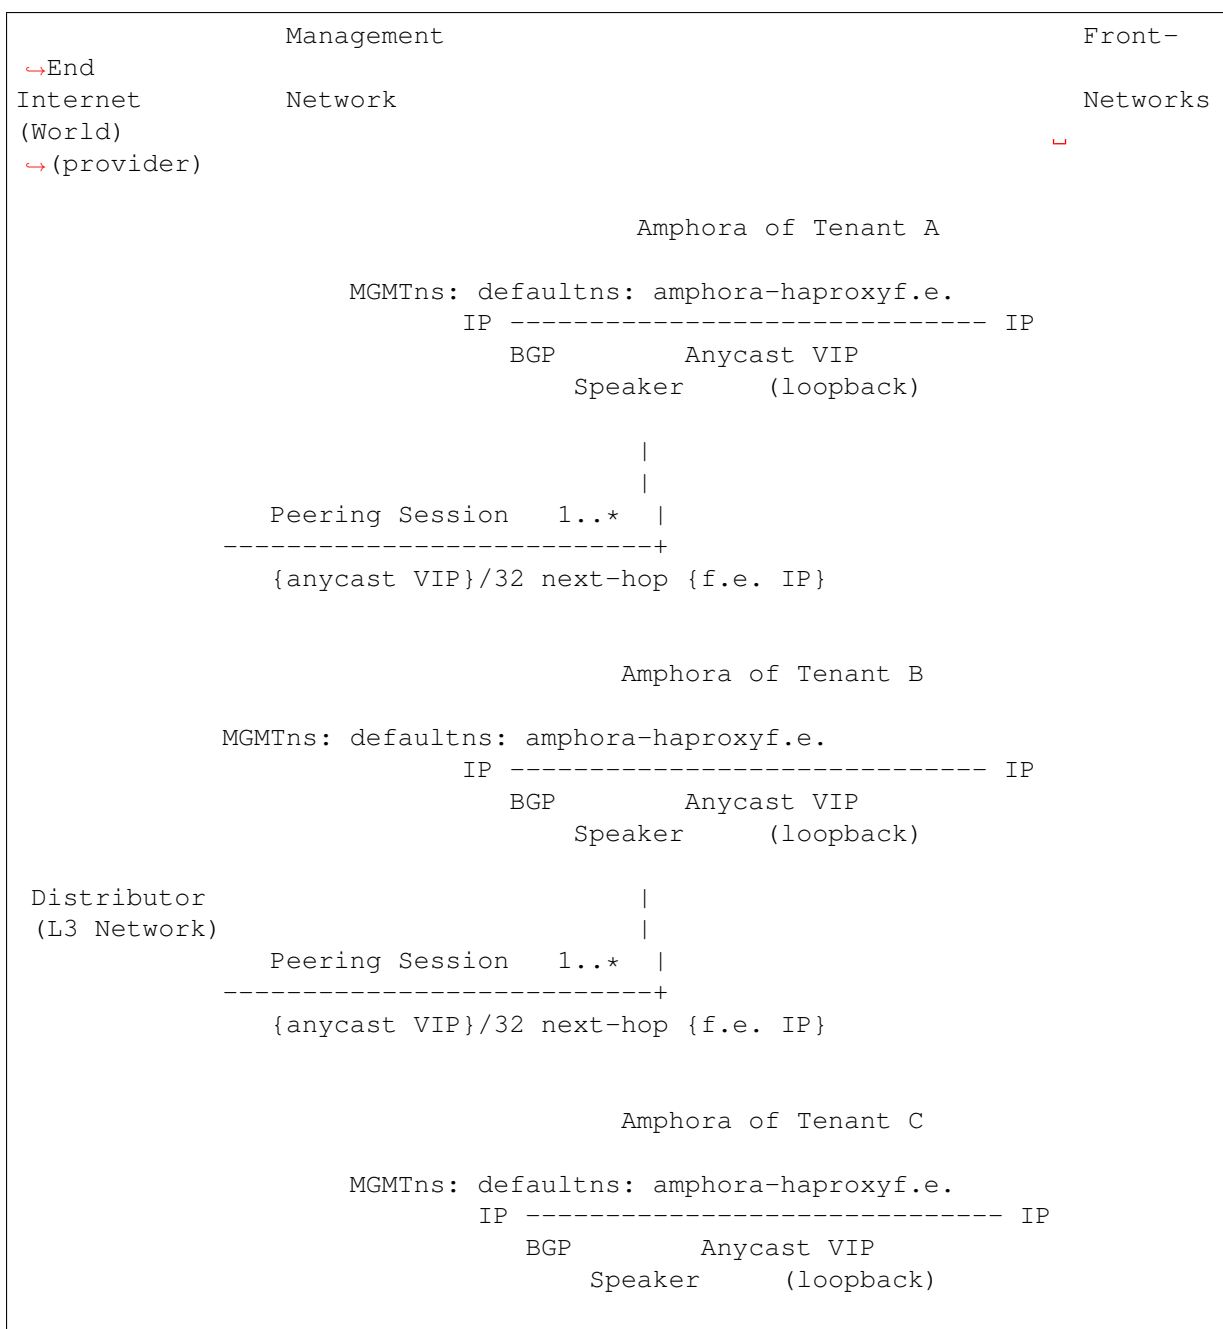 Management Front-
↪End
Internet Network Networks
(World) ␣
↪(provider)
Amphora of Tenant A
MGMTns: defaultns: amphora-haproxyf.e.
IP ------------------------------ IP
BGP Anycast VIP
Speaker (loopback)
|
|
Peering Session 1..* |
---------------------------+
{anycast VIP}/32 next-hop {f.e. IP}
Amphora of Tenant B
MGMTns: defaultns: amphora-haproxyf.e.
IP ------------------------------ IP
BGP Anycast VIP
Speaker (loopback)
Distributor |
(L3 Network) |
Peering Session 1..* |
---------------------------+
{anycast VIP}/32 next-hop {f.e. IP}
Amphora of Tenant C
MGMTns: defaultns: amphora-haproxyf.e.
IP ------------------------------ IP
BGP Anycast VIP
Speaker (loopback)